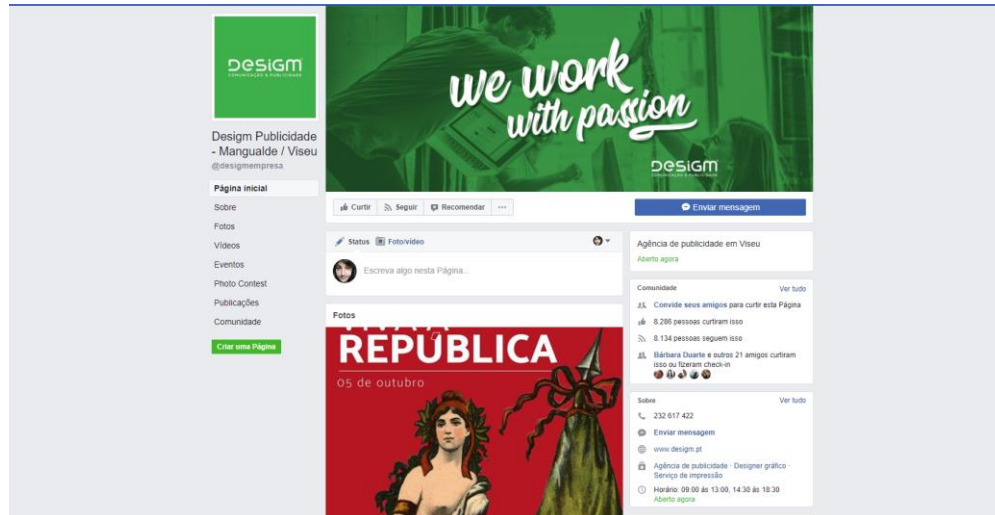 DESIGM
COMUNICAÇÃO & PUBLICIDADE
Desigm Publicidade
- Mangualde / Viseu
@desigmempresa
Página inicial
Sobre
Fotos
Vídeos
Eventos
Photo Contest
Publicações
Comunidade
Criar uma Página
we work
with passion
DESIGM
COMUNICAÇÃO & PUBLICIDADE
Curtir Seguir Recomendar ...
Enviar mensagem
Status Foto/vídeo
Escreva algo nesta Página...
Fotos
VIVA A
REPÚBLICA
05 de outubro
Agência de publicidade em Viseu
Aberto agora
Comunidade Ver tudo
Convide seus amigos para curtir esta Página
8.286 pessoas curtiram isso
8.134 pessoas seguem isso
Bárbara Duarte e outros 21 amigos curtiram
isso ou fizeram check-in
Sobre Ver tudo
232 617 422
Enviar mensagem
www.desigm.pt
Agência de publicidade · Designer gráfico ·
Serviço de impressão
Horário: 09:00 às 13:00, 14:30 às 18:30
Aberto agora